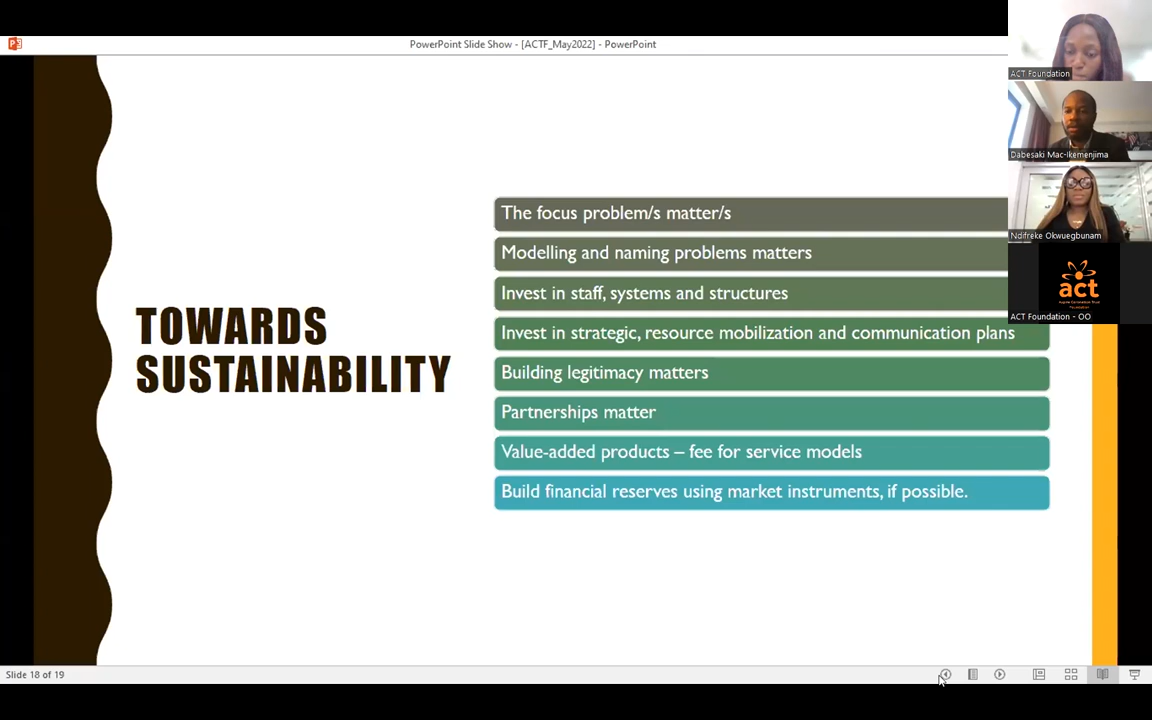 PowerPoint Slide Show - [ACTF_May2022] - PowerPoint
ACT Foundation
Dabesaki Mac-Ikemenjima
Ndifreke Okwuegbunam
act
ACT Foundation - OO
TOWARDS
SUSTAINABILITY
The focus problem/s matter/s
Modelling and naming problems matters
Invest in staff, systems and structures
Invest in strategic, resource mobilization and communication plans
Building legitimacy matters
Partnerships matter
Value-added products – fee for service models
Build financial reserves using market instruments, if possible.
Slide 18 of 19